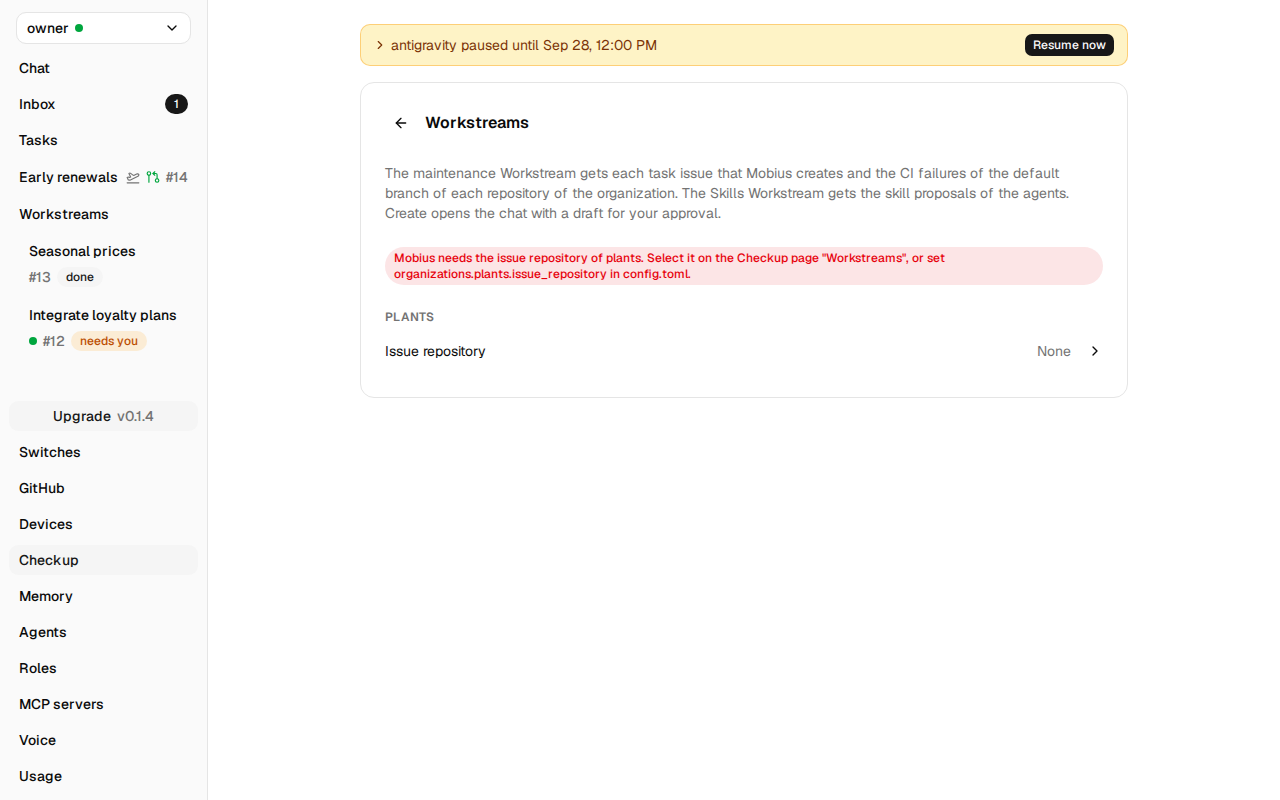 owner
Chat
Inbox 1
Tasks
Early renewals #14
Workstreams
Seasonal prices
#13 done
Integrate loyalty plans
#12 needs you
Upgrade v0.1.4
Switches
GitHub
Devices
Checkup
Memory
Agents
Roles
MCP servers
Voice
Usage
antigravity paused until Sep 28, 12:00 PM Resume now
Workstreams
The maintenance Workstream gets each task issue that Mobius creates and the CI failures of the default
branch of each repository of the organization. The Skills Workstream gets the skill proposals of the agents.
Create opens the chat with a draft for your approval.
Mobius needs the issue repository of plants. Select it on the Checkup page "Workstreams", or set
organizations.plants.issue_repository in config.toml.
PLANTS
Issue repository None